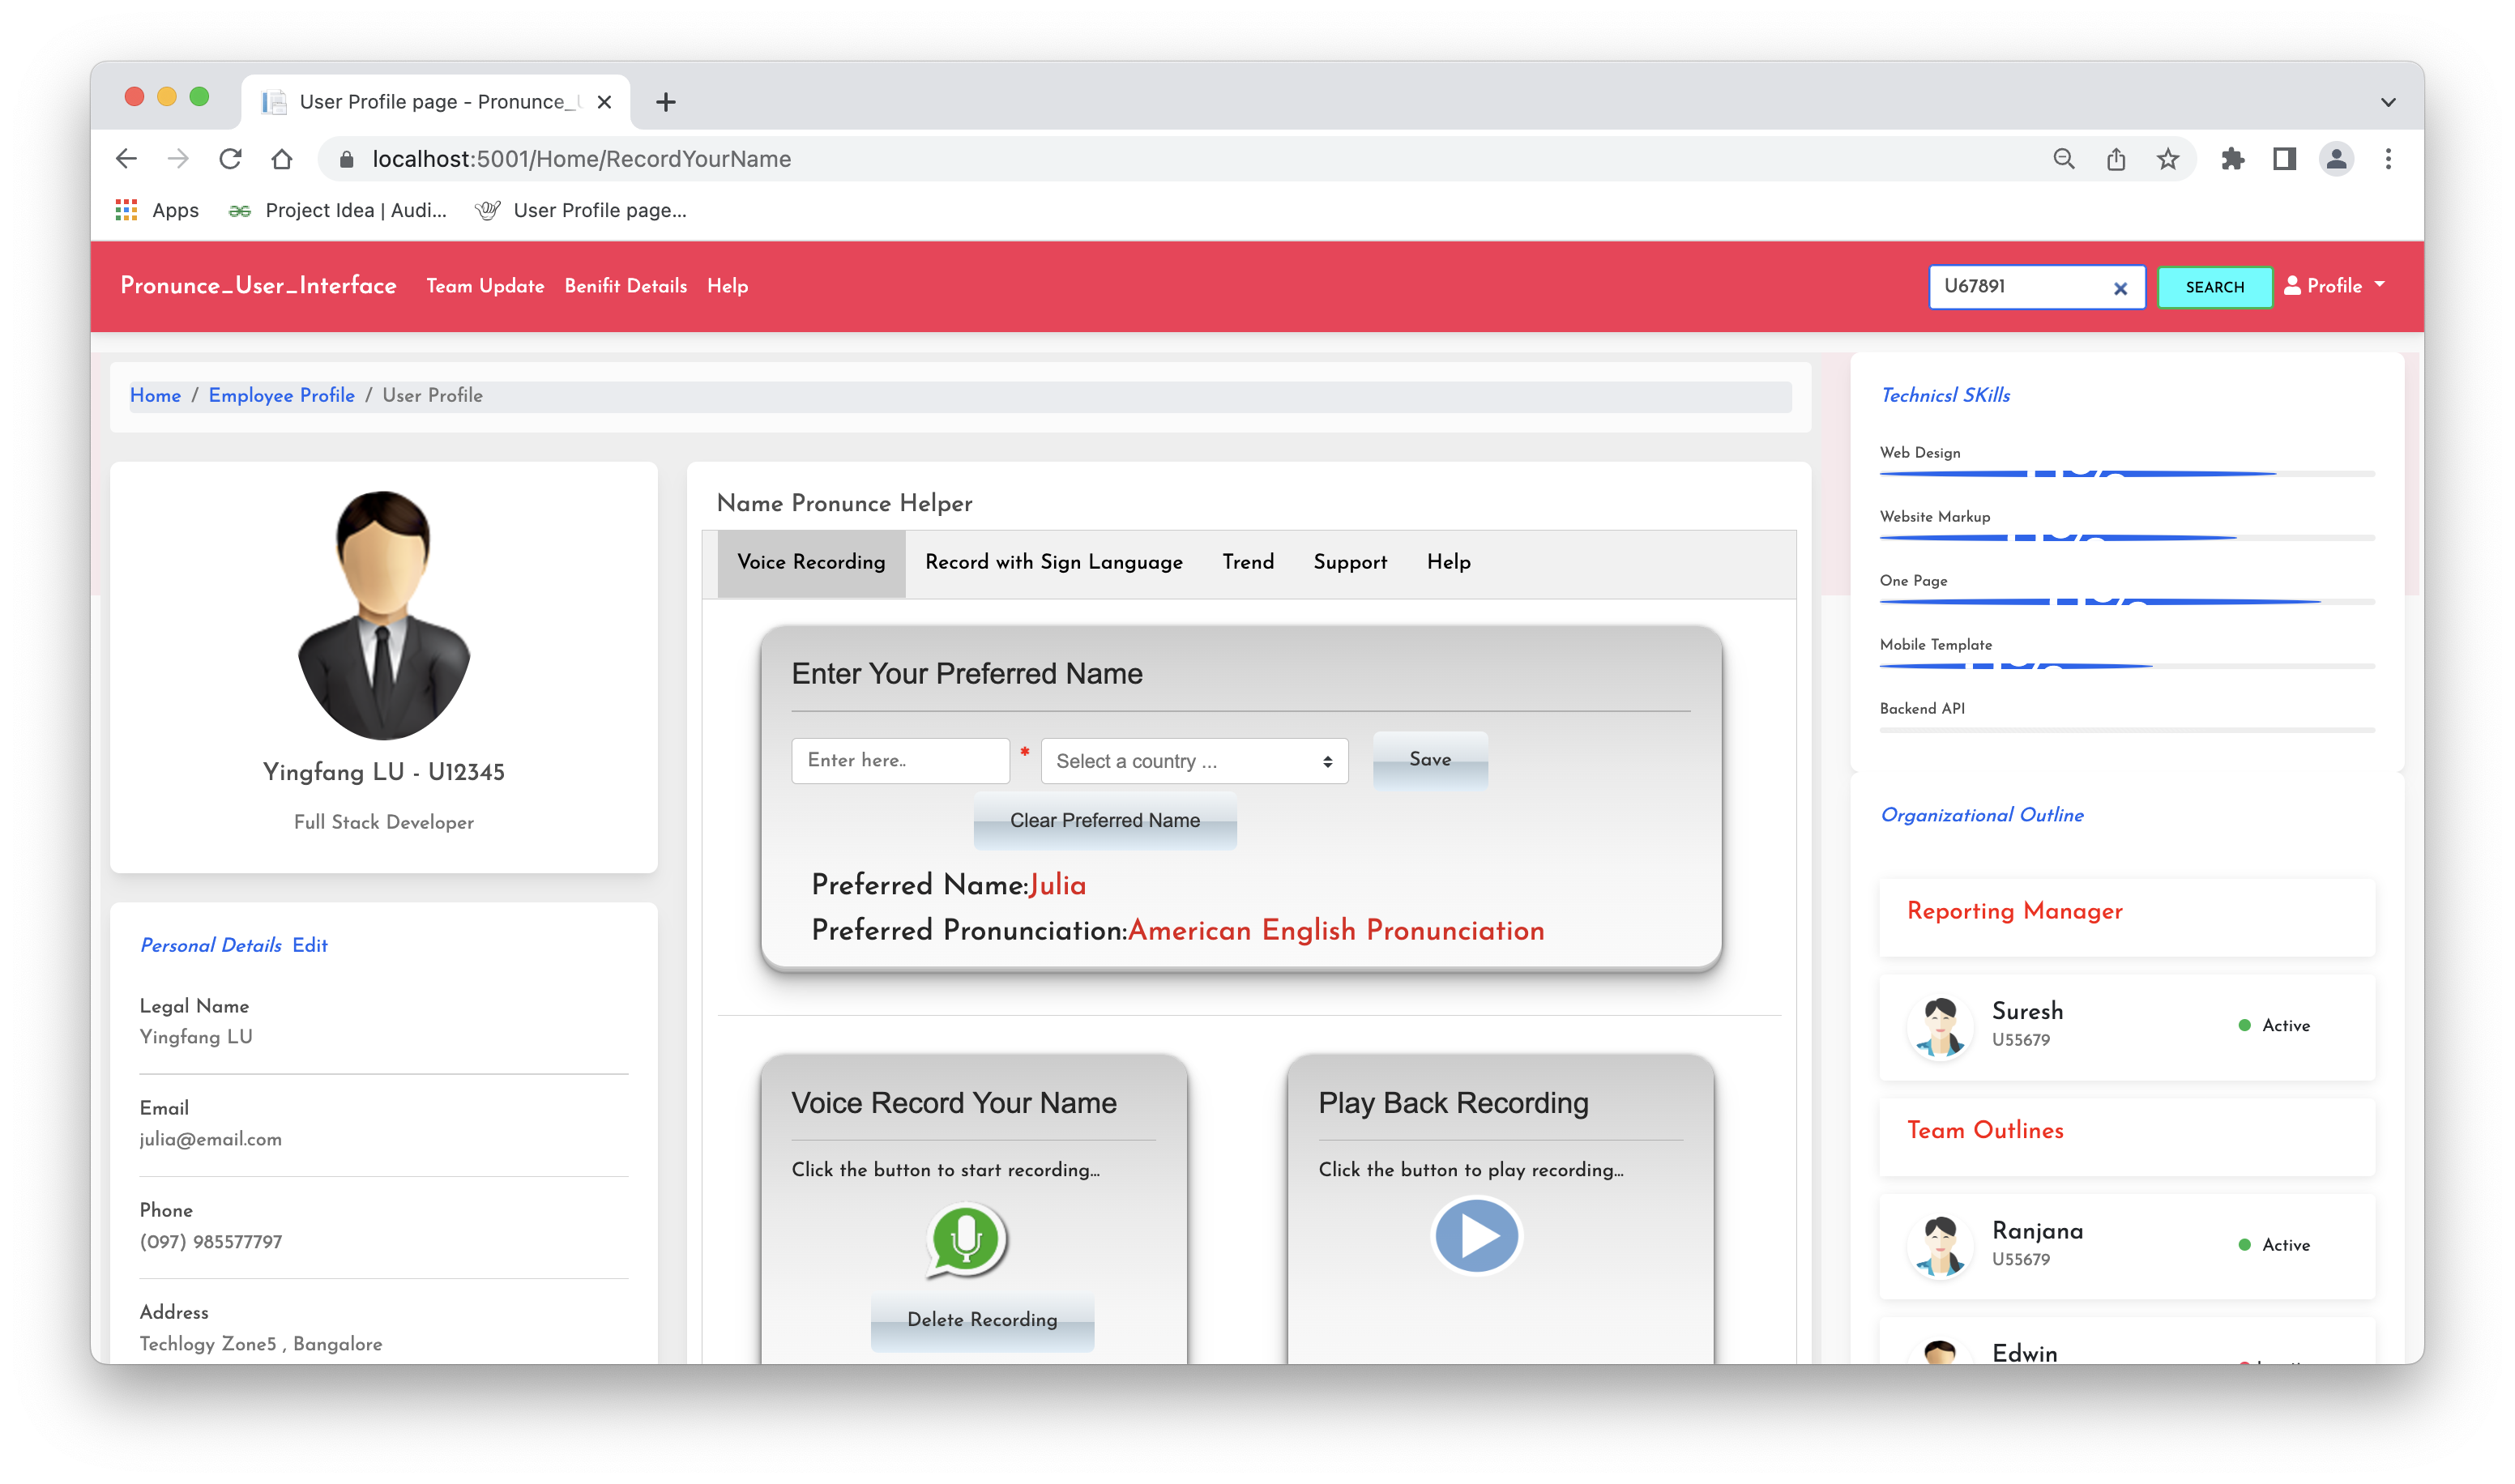 User Profile page - Pronunce_
localhost:5001/Home/RecordYourName
Apps
Project Idea | Audi...
User Profile page...
Pronunce_User_Interface
Team Update
Benifit Details
Help
U67891
SEARCH
Profile
Home / Employee Profile / User Profile
Yingfang LU - U12345
Full Stack Developer
Personal Details Edit
Legal Name
Yingfang LU
Email
julia@email.com
Phone
(097) 985577797
Address
Techlogy Zone5 , Bangalore
Name Pronunce Helper
Voice Recording
Record with Sign Language
Trend
Support
Help
Enter Your Preferred Name
Enter here..
*
Select a country ...
Save
Clear Preferred Name
Preferred Name:Julia
Preferred Pronunciation:American English Pronunciation
Voice Record Your Name
Click the button to start recording...
Delete Recording
Play Back Recording
Click the button to play recording...
Technicsl SKills
Web Design
Website Markup
One Page
Mobile Template
Backend API
Organizational Outline
Reporting Manager
Suresh
U55679
Active
Team Outlines
Ranjana
U55679
Active
Edwin